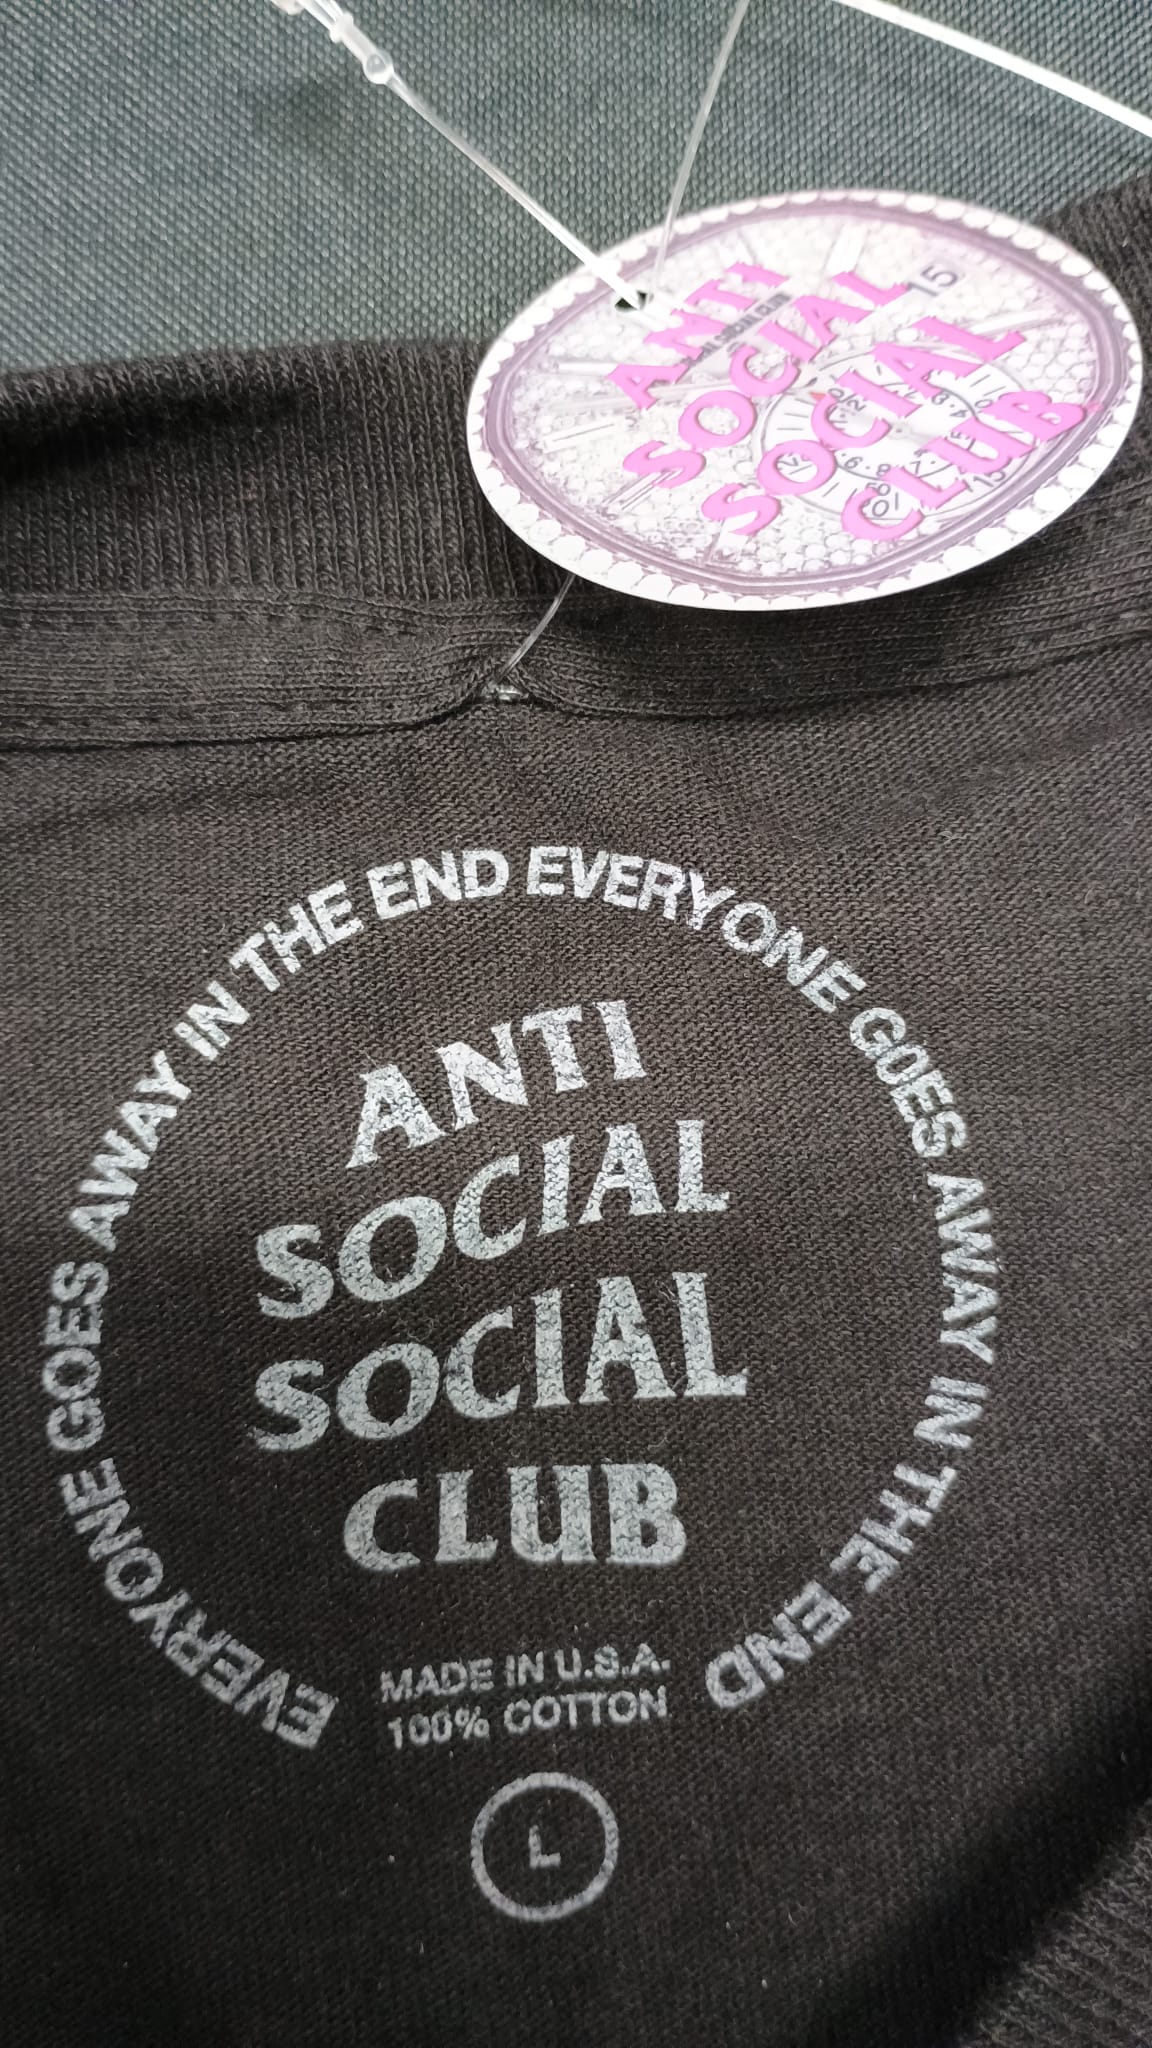 ANTI
SOCIAL
SOCIAL
CLUB
15
EVERYONE GOES AWAY IN THE END EVERYONE GOES AWAY IN THE END
ANTI
SOCIAL
SOCIAL
CLUB
MADE IN U.S.A.
100% COTTON
L